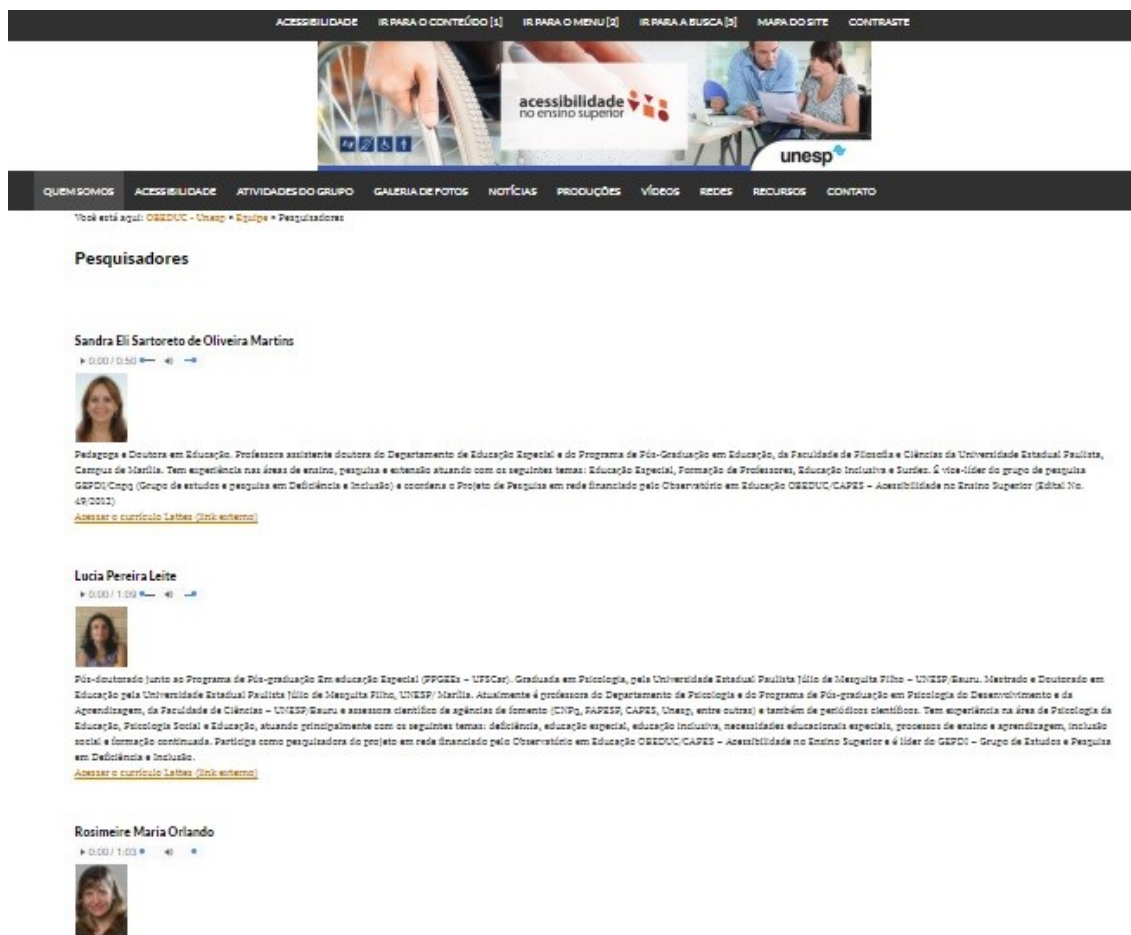 ACESSIBILIDADE IR PARA O CONTEÚDO [1] IR PARA O MENU [2] IR PARA A BUSCA [3] MAPA DO SITE CONTRASTE
acessibilidade
no ensino superior
unesp
QUEM SOMOS ACESSIBILIDADE ATIVIDADES DO GRUPO GALERIA DE FOTOS NOTÍCIAS PRODUÇÕES VÍDEOS REDES RECURSOS CONTATO
Você está aqui: OBEDUC - Unesp » Equipe » Pesquisadores
Pesquisadores
Sandra Eli Sartoreto de Oliveira Martins
0:00 / 0:50
Pedagoga e Doutora em Educação. Professora assistente doutora do Departamento de Educação Especial e do Programa de Pós-Graduação em Educação, da Faculdade de Filosofia e Ciências da Universidade Estadual Paulista,
Campus de Marília. Tem experiência nas áreas de ensino, pesquisa e extensão atuando com os seguintes temas: Educação Especial, Formação de Professores, Educação Inclusiva e Surdez. É vice-líder do grupo de pesquisa
GEPDI/Cnpq (Grupo de estudos e pesquisa em Deficiência e Inclusão) e coordena o Projeto de Pesquisa em rede financiado pelo Observatório em Educação OBEDUC/CAPES – Acessibilidade no Ensino Superior (Edital No.
49/2012)
Acessar o currículo Lattes (link externo)
Lucia Pereira Leite
0:00 / 1:09
Pós-doutorado junto ao Programa de Pós-graduação Em educação Especial (PPGEEs – UFSCar). Graduada em Psicologia, pela Universidade Estadual Paulista Júlio de Mesquita Filho – UNESP/Bauru. Mestrado e Doutorado em
Educação pela Universidade Estadual Paulista Júlio de Mesquita Filho, UNESP/ Marília. Atualmente é professora do Departamento de Psicologia e do Programa de Pós-graduação em Psicologia do Desenvolvimento e da
Aprendizagem, da Faculdade de Ciências – UNESP/Bauru e assessora científico de agências de fomento (CNPq, FAPESP, CAPES, Unesp, entre outras) e também de periódicos científicos. Tem experiência na área de Psicologia da
Educação, Psicologia Social e Educação, atuando principalmente com os seguintes temas: deficiência, educação especial, educação inclusiva, necessidades educacionais especiais, processos de ensino e aprendizagem, inclusão
social e formação continuada. Participa como pesquisadora do projeto em rede financiado pelo Observatório em Educação OBEDUC/CAPES – Acessibilidade no Ensino Superior e é líder do GEPDI – Grupo de Estudos e Pesquisa
em Deficiência e Inclusão.
Acessar o currículo Lattes (link externo)
Rosimeire Maria Orlando
0:00 / 1:03